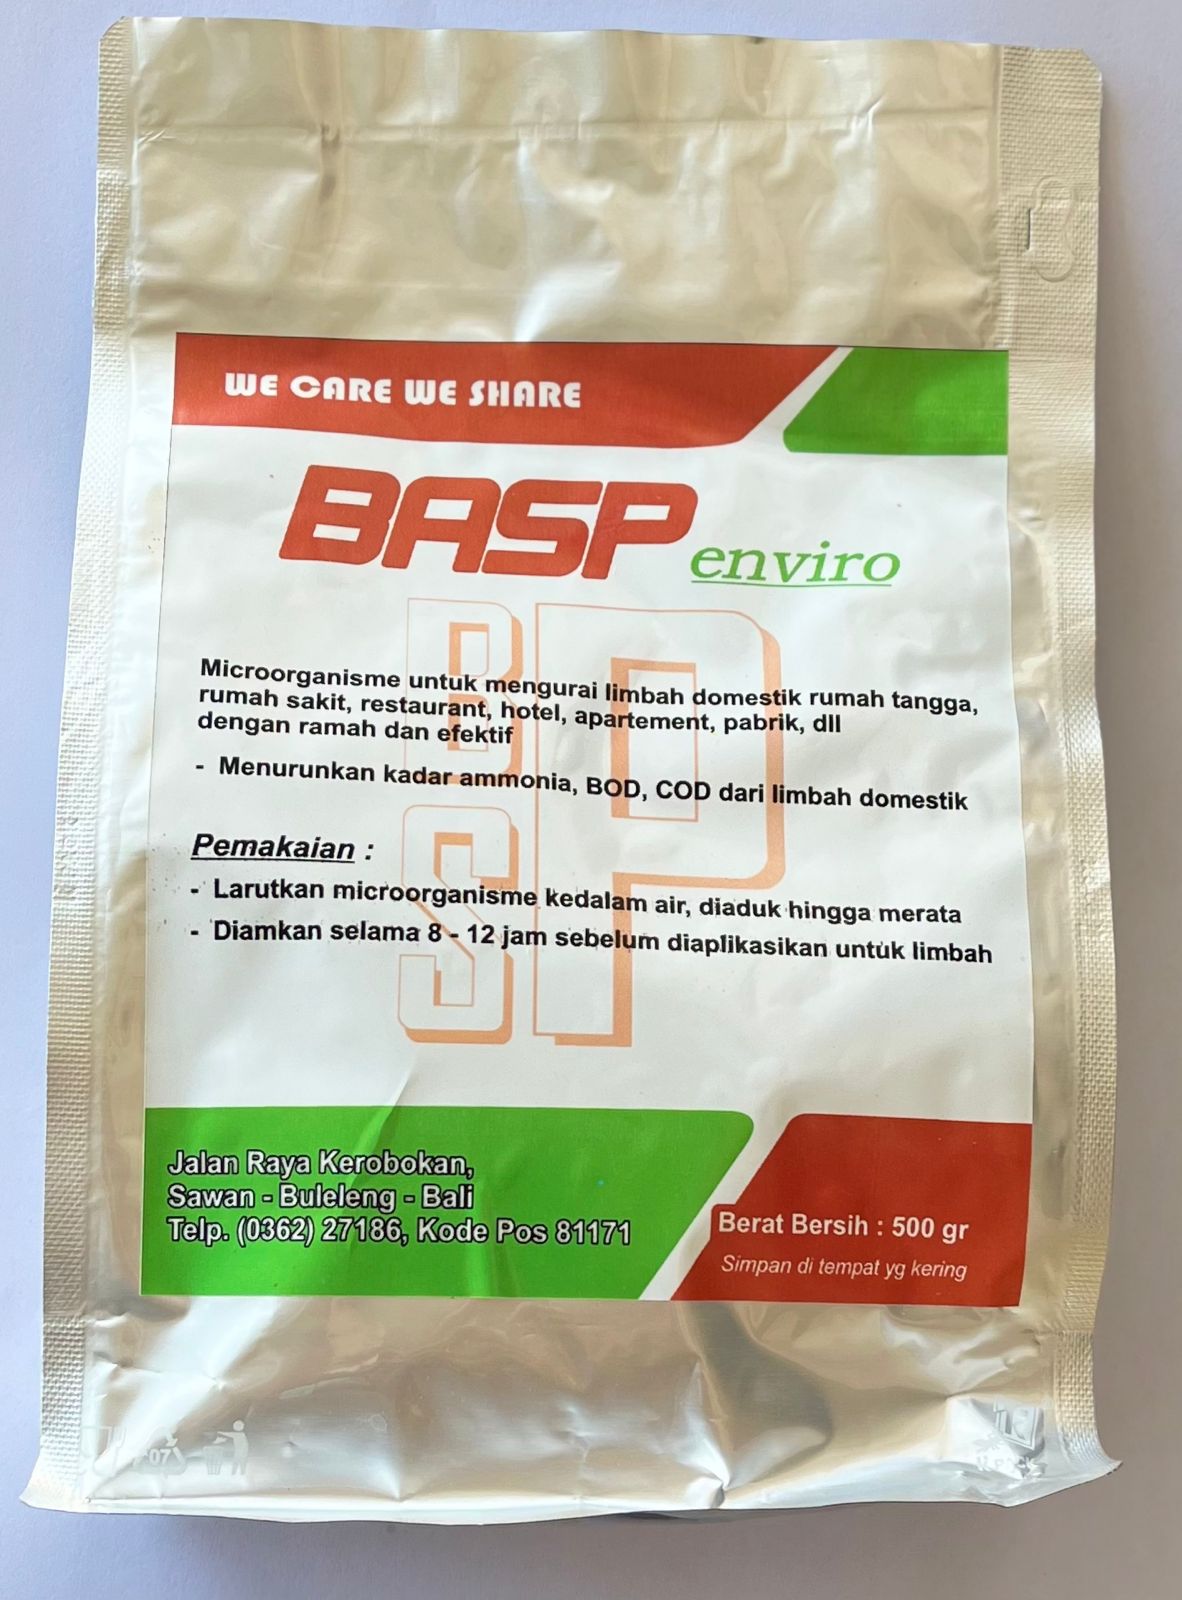 WE CARE WE SHARE
BASP enviro
BP
SP
Microorganisme untuk mengurai limbah domestik rumah tangga,
rumah sakit, restaurant, hotel, apartement, pabrik, dll
dengan ramah dan efektif
- Menurunkan kadar ammonia, BOD, COD dari limbah domestik
Pemakaian :
- Larutkan microorganisme kedalam air, diaduk hingga merata
- Diamkan selama 8 - 12 jam sebelum diaplikasikan untuk limbah
Jalan Raya Kerobokan,
Sawan - Buleleng - Bali
Telp. (0362) 27186, Kode Pos 81171
Berat Bersih : 500 gr
Simpan di tempat yg kering
07